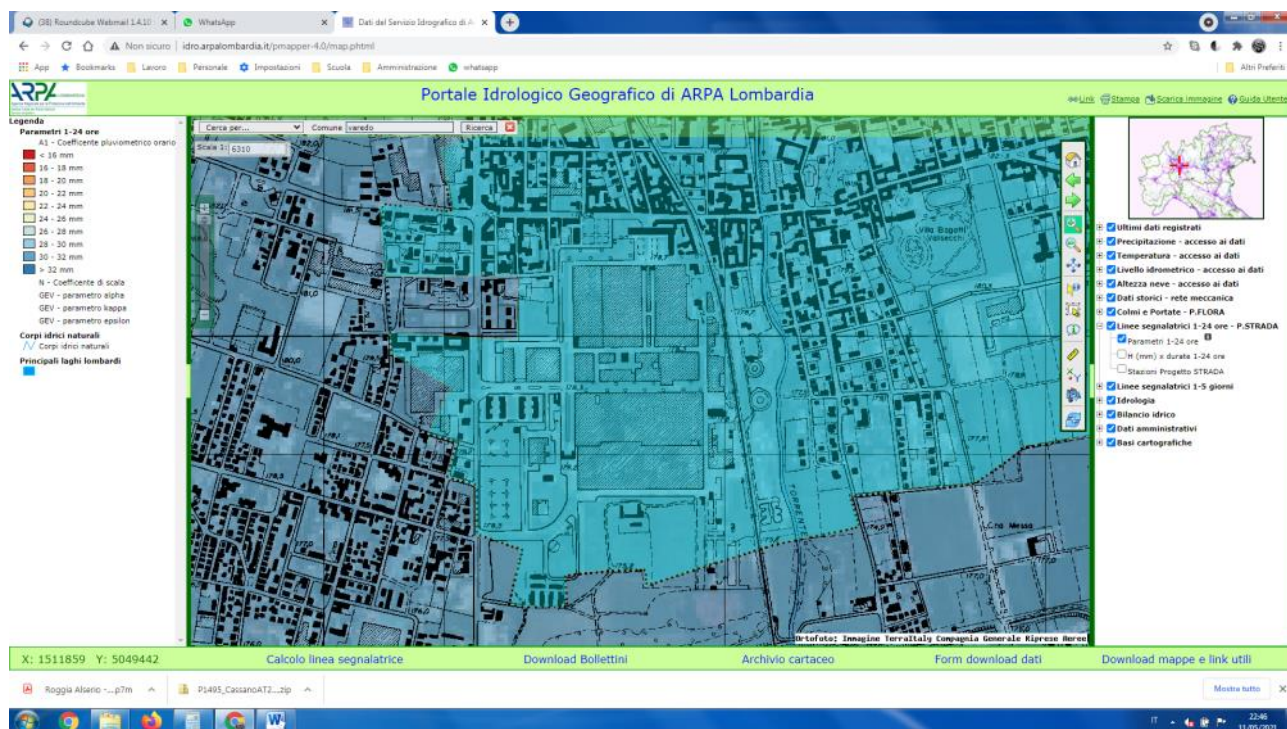 (38) Roundcube Webmail 1.4.10
WhatsApp
Dati del Servizio Idrografico di A
Non sicuro
idro.arpalombardia.it/pmapper-4.0/map.phtml
App
Bookmarks
Lavoro
Personale
Impostazioni
Scuola
Amministrazione
whatsapp
Altri Preferiti
ARPA
Portale Idrologico Geografico di ARPA Lombardia
Link
Stampa
Scarica Immagine
Guida Utente
Legenda
Parametri 1-24 ore
A1 - Coefficente pluviometrico orario
< 16 mm
16 - 18 mm
18 - 20 mm
20 - 22 mm
22 - 24 mm
24 - 26 mm
26 - 28 mm
28 - 30 mm
30 - 32 mm
> 32 mm
N - Coefficente di scala
GEV - parametro alpha
GEV - parametro kappa
GEV - parametro epsilon
Corpi idrici naturali
Corpi idrici naturali
Principali laghi lombardi
Cerca per...
Comune
varedo
Ricerca
Scala 1:
6310
Villa Bagatti
Valsecchi
TORRENTE
C.na Messa
Ortofoto: Immagine TerraItaly Compagnia Generale Riprese Aeree
Ultimi dati registrati
Precipitazione - accesso ai dati
Temperatura - accesso ai dati
Livello idrometrico - accesso ai dati
Altezza neve - accesso ai dati
Dati storici - rete meccanica
Colmi e Portate - P.FLORA
Linee segnalatrici 1-24 ore - P.STRADA
Parametri 1-24 ore
H (mm) x durata 1-24 ore
Stazioni Progetto STRADA
Linee segnalatrici 1-5 giorni
Idrologia
Bilancio idrico
Dati amministrativi
Basi cartografiche
X: 1511859 Y: 5049442
Calcolo linea segnalatrice
Download Bollettini
Archivio cartaceo
Form download dati
Download mappe e link utili
Roggia Alserio -....p7m
P1495_CassanoAT2....zip
Mostra tutto
IT
22:46
11/05/2021